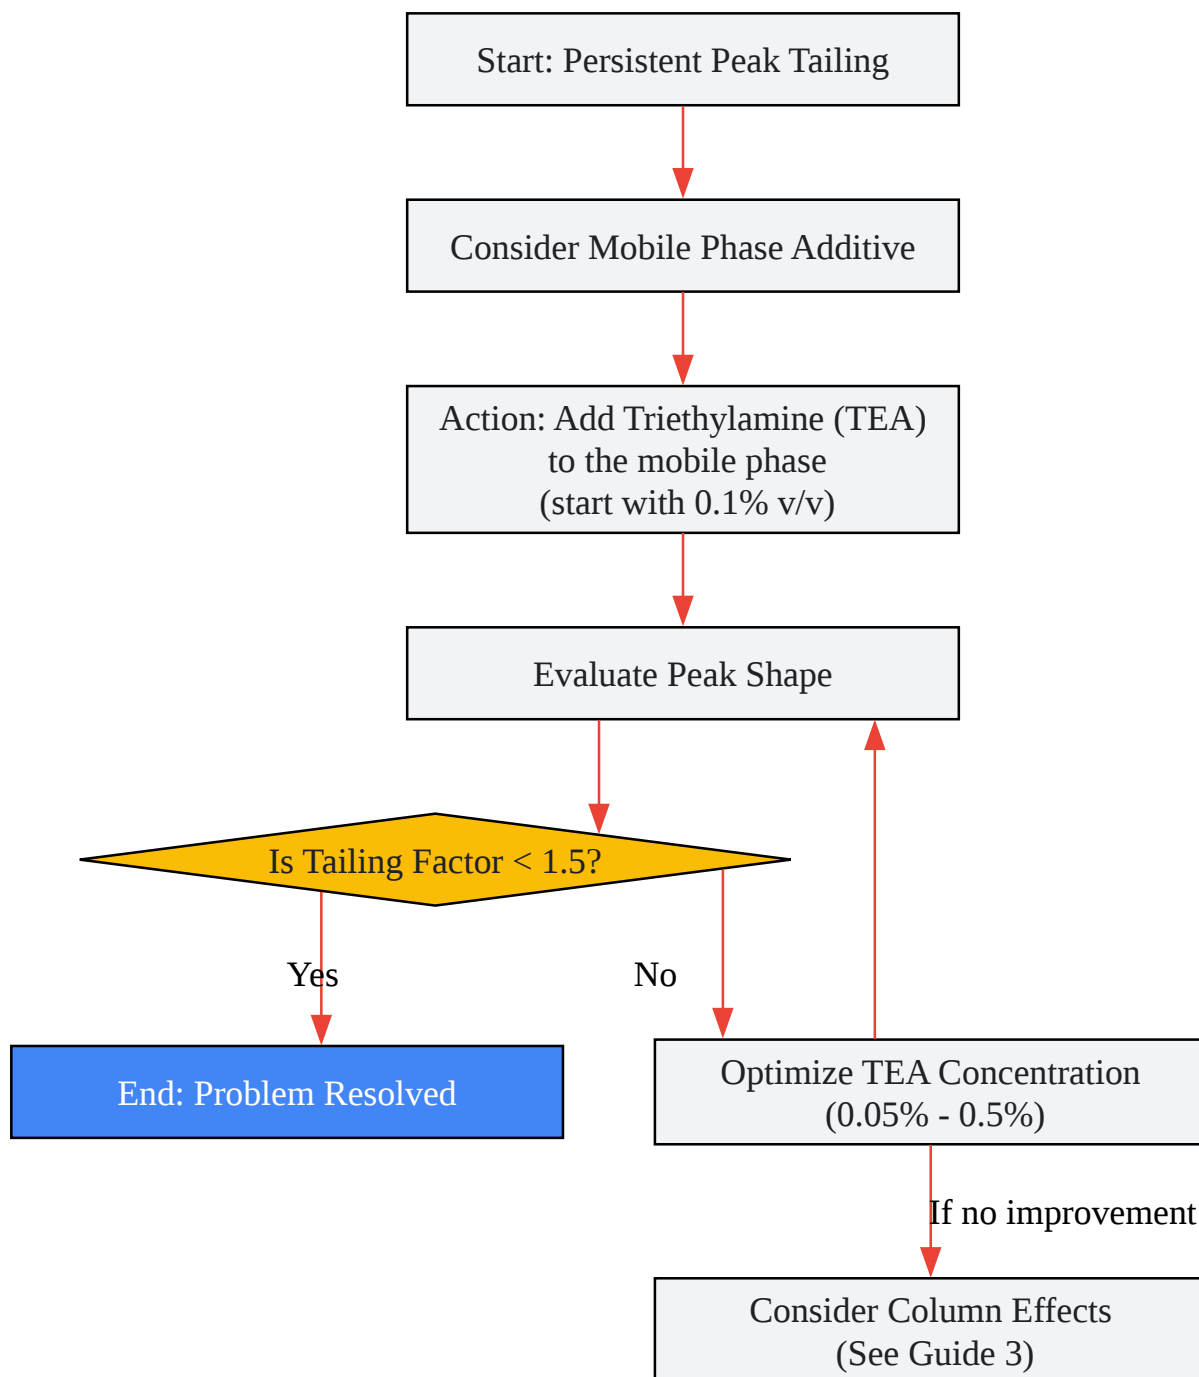 Start: Persistent Peak Tailing
Consider Mobile Phase Additive
Action: Add Triethylamine (TEA)
to the mobile phase
(start with 0.1% v/v)
Evaluate Peak Shape
Is Tailing Factor < 1.5?
Yes
No
End: Problem Resolved
Optimize TEA Concentration
(0.05% - 0.5%)
If no improvement
Consider Column Effects
(See Guide 3)